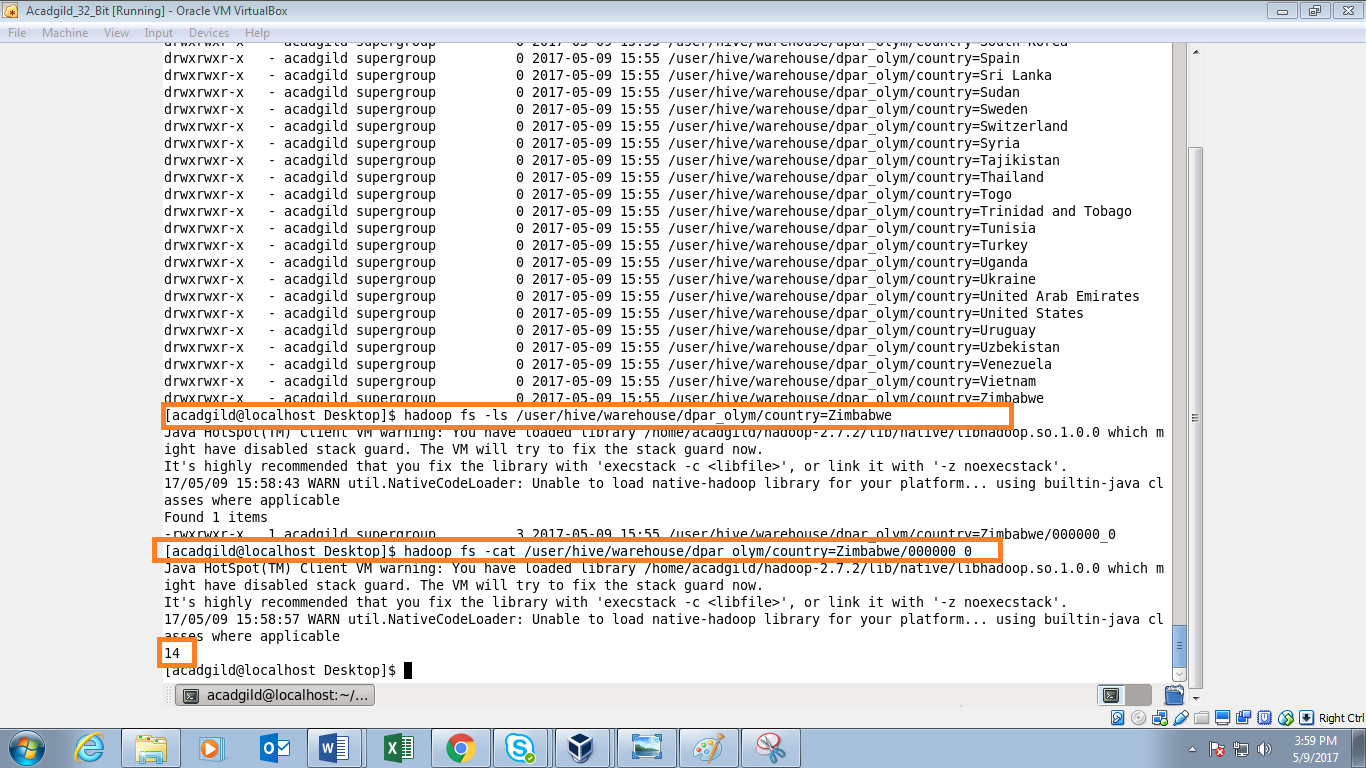 Acadgild_32_Bit [Running] - Oracle VM VirtualBox
File Machine View Input Devices Help
drwxrwxr-x - acadgild supergroup 0 2017-05-09 15:55 /user/hive/warehouse/dpar_olym/country=South Korea
drwxrwxr-x - acadgild supergroup 0 2017-05-09 15:55 /user/hive/warehouse/dpar_olym/country=Spain
drwxrwxr-x - acadgild supergroup 0 2017-05-09 15:55 /user/hive/warehouse/dpar_olym/country=Sri Lanka
drwxrwxr-x - acadgild supergroup 0 2017-05-09 15:55 /user/hive/warehouse/dpar_olym/country=Sudan
drwxrwxr-x - acadgild supergroup 0 2017-05-09 15:55 /user/hive/warehouse/dpar_olym/country=Sweden
drwxrwxr-x - acadgild supergroup 0 2017-05-09 15:55 /user/hive/warehouse/dpar_olym/country=Switzerland
drwxrwxr-x - acadgild supergroup 0 2017-05-09 15:55 /user/hive/warehouse/dpar_olym/country=Syria
drwxrwxr-x - acadgild supergroup 0 2017-05-09 15:55 /user/hive/warehouse/dpar_olym/country=Tajikistan
drwxrwxr-x - acadgild supergroup 0 2017-05-09 15:55 /user/hive/warehouse/dpar_olym/country=Thailand
drwxrwxr-x - acadgild supergroup 0 2017-05-09 15:55 /user/hive/warehouse/dpar_olym/country=Togo
drwxrwxr-x - acadgild supergroup 0 2017-05-09 15:55 /user/hive/warehouse/dpar_olym/country=Trinidad and Tobago
drwxrwxr-x - acadgild supergroup 0 2017-05-09 15:55 /user/hive/warehouse/dpar_olym/country=Tunisia
drwxrwxr-x - acadgild supergroup 0 2017-05-09 15:55 /user/hive/warehouse/dpar_olym/country=Turkey
drwxrwxr-x - acadgild supergroup 0 2017-05-09 15:55 /user/hive/warehouse/dpar_olym/country=Uganda
drwxrwxr-x - acadgild supergroup 0 2017-05-09 15:55 /user/hive/warehouse/dpar_olym/country=Ukraine
drwxrwxr-x - acadgild supergroup 0 2017-05-09 15:55 /user/hive/warehouse/dpar_olym/country=United Arab Emirates
drwxrwxr-x - acadgild supergroup 0 2017-05-09 15:55 /user/hive/warehouse/dpar_olym/country=United States
drwxrwxr-x - acadgild supergroup 0 2017-05-09 15:55 /user/hive/warehouse/dpar_olym/country=Uruguay
drwxrwxr-x - acadgild supergroup 0 2017-05-09 15:55 /user/hive/warehouse/dpar_olym/country=Uzbekistan
drwxrwxr-x - acadgild supergroup 0 2017-05-09 15:55 /user/hive/warehouse/dpar_olym/country=Venezuela
drwxrwxr-x - acadgild supergroup 0 2017-05-09 15:55 /user/hive/warehouse/dpar_olym/country=Vietnam
drwxrwxr-x - acadgild supergroup 0 2017-05-09 15:55 /user/hive/warehouse/dpar_olym/country=Zimbabwe
[acadgild@localhost Desktop]$ hadoop fs -ls /user/hive/warehouse/dpar_olym/country=Zimbabwe
Java HotSpot(TM) Client VM warning: You have loaded library /home/acadgild/hadoop-2.7.2/lib/native/libhadoop.so.1.0.0 which m
ight have disabled stack guard. The VM will try to fix the stack guard now.
It's highly recommended that you fix the library with 'execstack -c <libfile>', or link it with '-z noexecstack'.
17/05/09 15:58:43 WARN util.NativeCodeLoader: Unable to load native-hadoop library for your platform... using builtin-java cl
asses where applicable
Found 1 items
-rwxrwxr-x 1 acadgild supergroup 3 2017-05-09 15:55 /user/hive/warehouse/dpar_olym/country=Zimbabwe/000000_0
[acadgild@localhost Desktop]$ hadoop fs -cat /user/hive/warehouse/dpar_olym/country=Zimbabwe/000000_0
Java HotSpot(TM) Client VM warning: You have loaded library /home/acadgild/hadoop-2.7.2/lib/native/libhadoop.so.1.0.0 which m
ight have disabled stack guard. The VM will try to fix the stack guard now.
It's highly recommended that you fix the library with 'execstack -c <libfile>', or link it with '-z noexecstack'.
17/05/09 15:58:57 WARN util.NativeCodeLoader: Unable to load native-hadoop library for your platform... using builtin-java cl
asses where applicable
14
[acadgild@localhost Desktop]$
acadgild@localhost:~/...
Right Ctrl
3:59 PM
5/9/2017